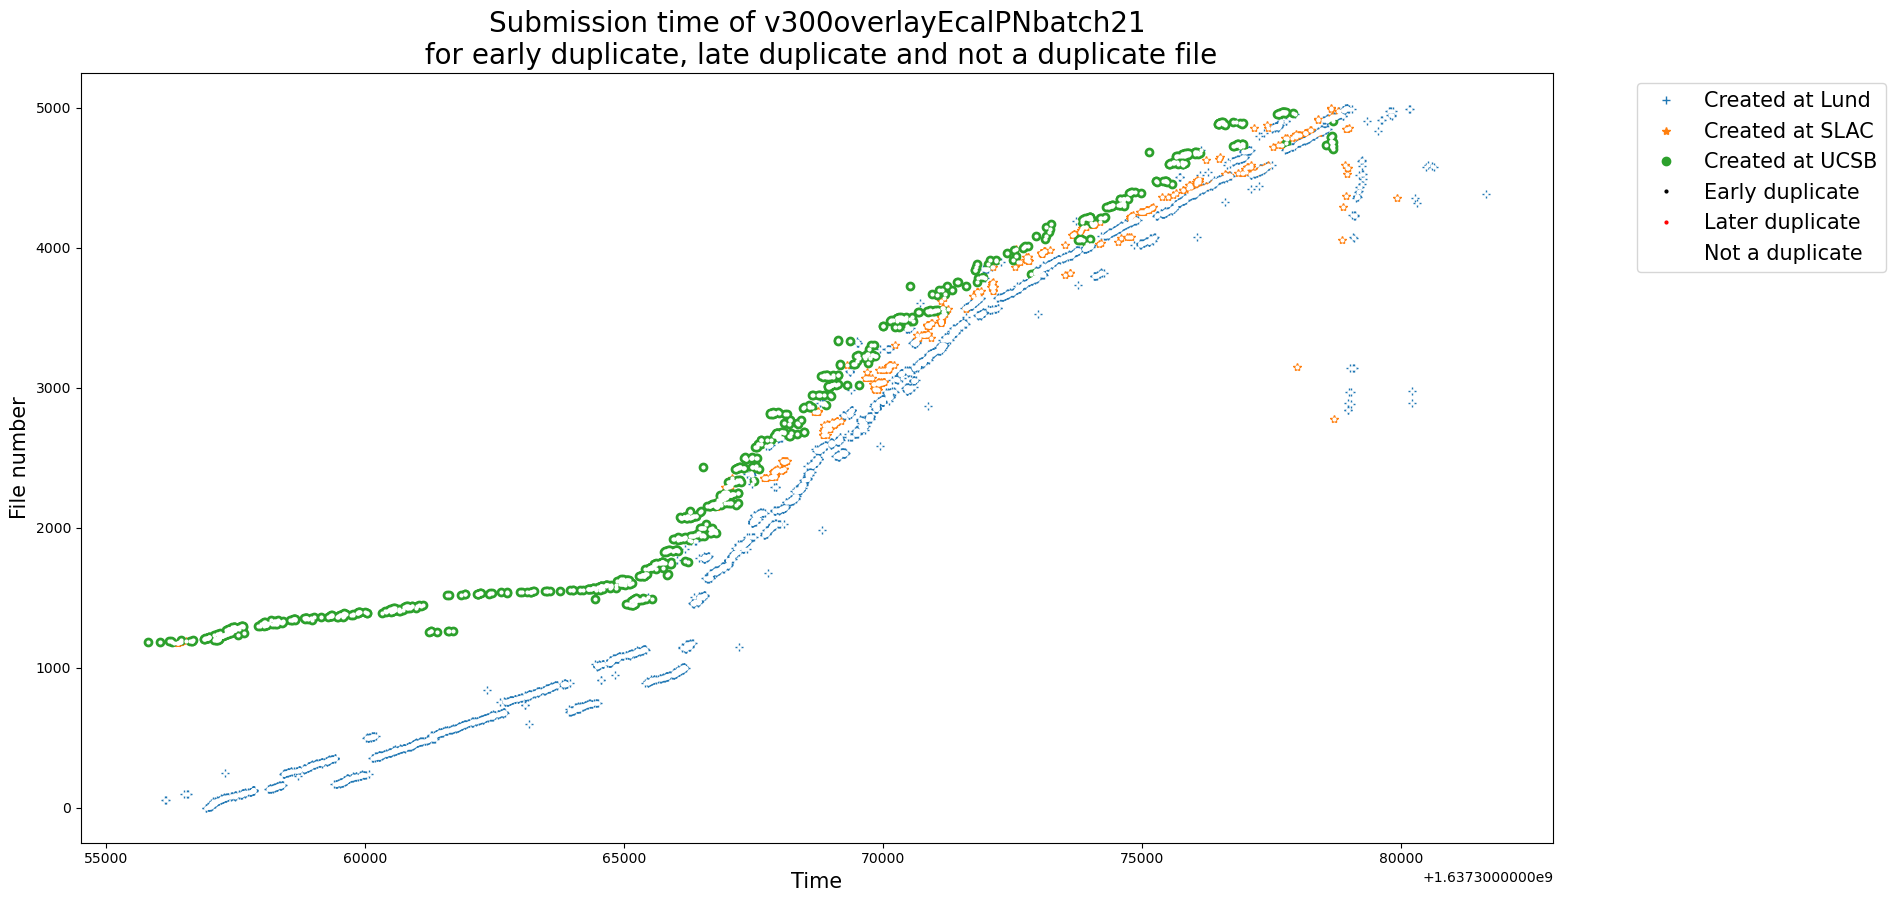 Submission time of v300overlayEcalPNbatch21
for early duplicate, late duplicate and not a duplicate file
Created at Lund
Created at SLAC
Created at UCSB
Early duplicate
Later duplicate
Not a duplicate
File number
5000
4000
3000
2000
1000
0
55000
60000
65000
70000
75000
80000
Time
+1.6373000000e9